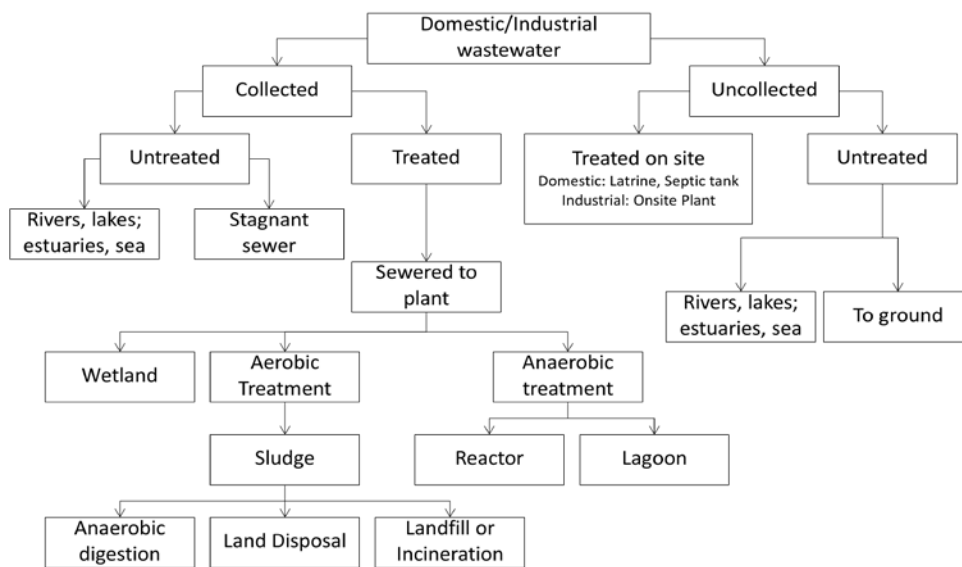 Domestic/Industrial
wastewater
Collected
Uncollected
Untreated
Treated
Treated on site
Domestic: Latrine, Septic tank
Industrial: Onsite Plant
Untreated
Rivers, lakes;
estuaries, sea
Stagnant
sewer
Sewered to
plant
Rivers, lakes;
estuaries, sea
To ground
Wetland
Aerobic
Treatment
Anaerobic
treatment
Sludge
Reactor
Lagoon
Anaerobic
digestion
Land Disposal
Landfill or
Incineration